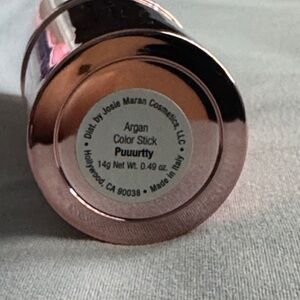 • Dist. by Josie Maran Cosmetics, LLC •
Argan
Color Stick
Puuurtty
14g Net Wt. 0.49 oz.
Hollywood, CA 90038 • Made in Italy